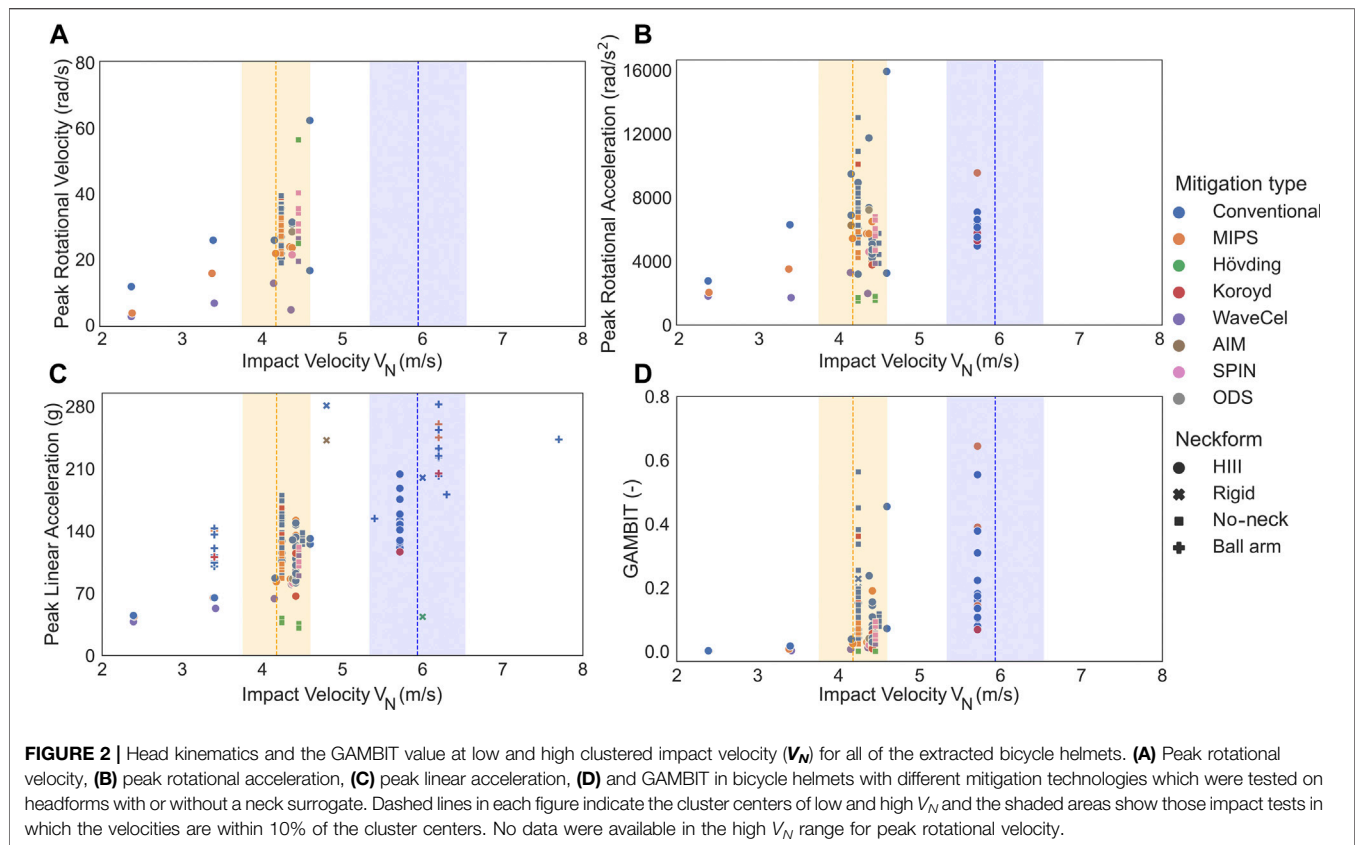 A
80
60
40
20
0
Peak Rotational Velocity (rad/s)
2 3 4 5 6 7 8
Impact Velocity V_N (m/s)
B
16000
12000
8000
4000
0
Peak Rotational Acceleration (rad/s²)
2 3 4 5 6 7 8
Impact Velocity V_N (m/s)
C
280
210
140
70
0
Peak Linear Acceleration (g)
2 3 4 5 6 7 8
Impact Velocity V_N (m/s)
D
0.8
0.6
0.4
0.2
0.0
GAMBIT (-)
2 3 4 5 6 7 8
Impact Velocity V_N (m/s)
Mitigation type
Conventional
MIPS
Hövding
Koroyd
WaveCel
AIM
SPIN
ODS
Neckform
HIII
Rigid
No-neck
Ball arm
FIGURE 2 | Head kinematics and the GAMBIT value at low and high clustered impact velocity (V_N) for all of the extracted bicycle helmets. (A) Peak rotational
velocity, (B) peak rotational acceleration, (C) peak linear acceleration, (D) and GAMBIT in bicycle helmets with different mitigation technologies which were tested on
headforms with or without a neck surrogate. Dashed lines in each figure indicate the cluster centers of low and high V_N and the shaded areas show those impact tests in
which the velocities are within 10% of the cluster centers. No data were available in the high V_N range for peak rotational velocity.